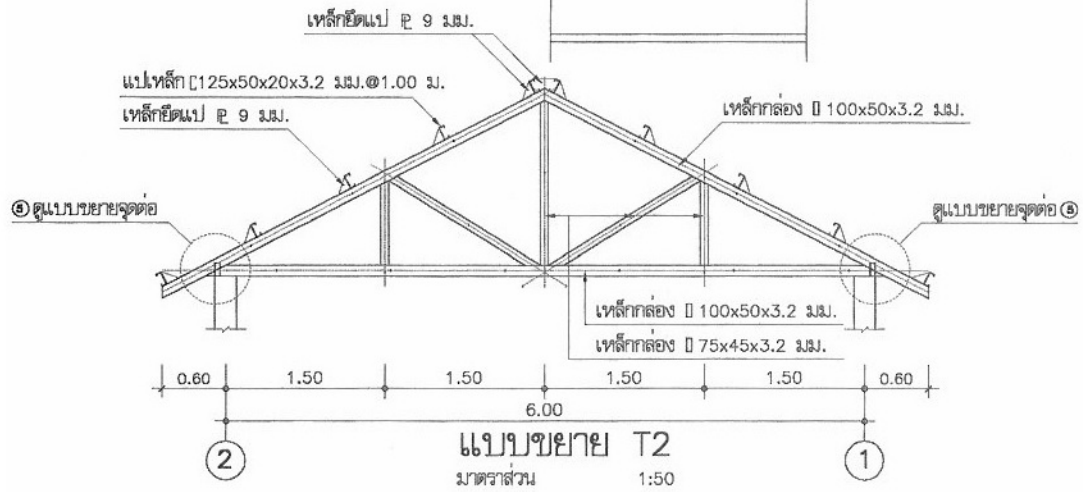 เหล็กยึดแป ⅊ 9 มม.
แปเหล็ก [125x50x20x3.2 มม.@1.00 ม.
เหล็กยึดแป ⅊ 9 มม.
เหล็กกล่อง ▯ 100x50x3.2 มม.
⑤ ดูแบบขยายจุดต่อ
ดูแบบขยายจุดต่อ ⑤
เหล็กกล่อง ▯ 100x50x3.2 มม.
เหล็กกล่อง ▯ 75x45x3.2 มม.
0.60 1.50 1.50 1.50 1.50 0.60
6.00
2 แบบขยาย T2 1
มาตราส่วน 1:50